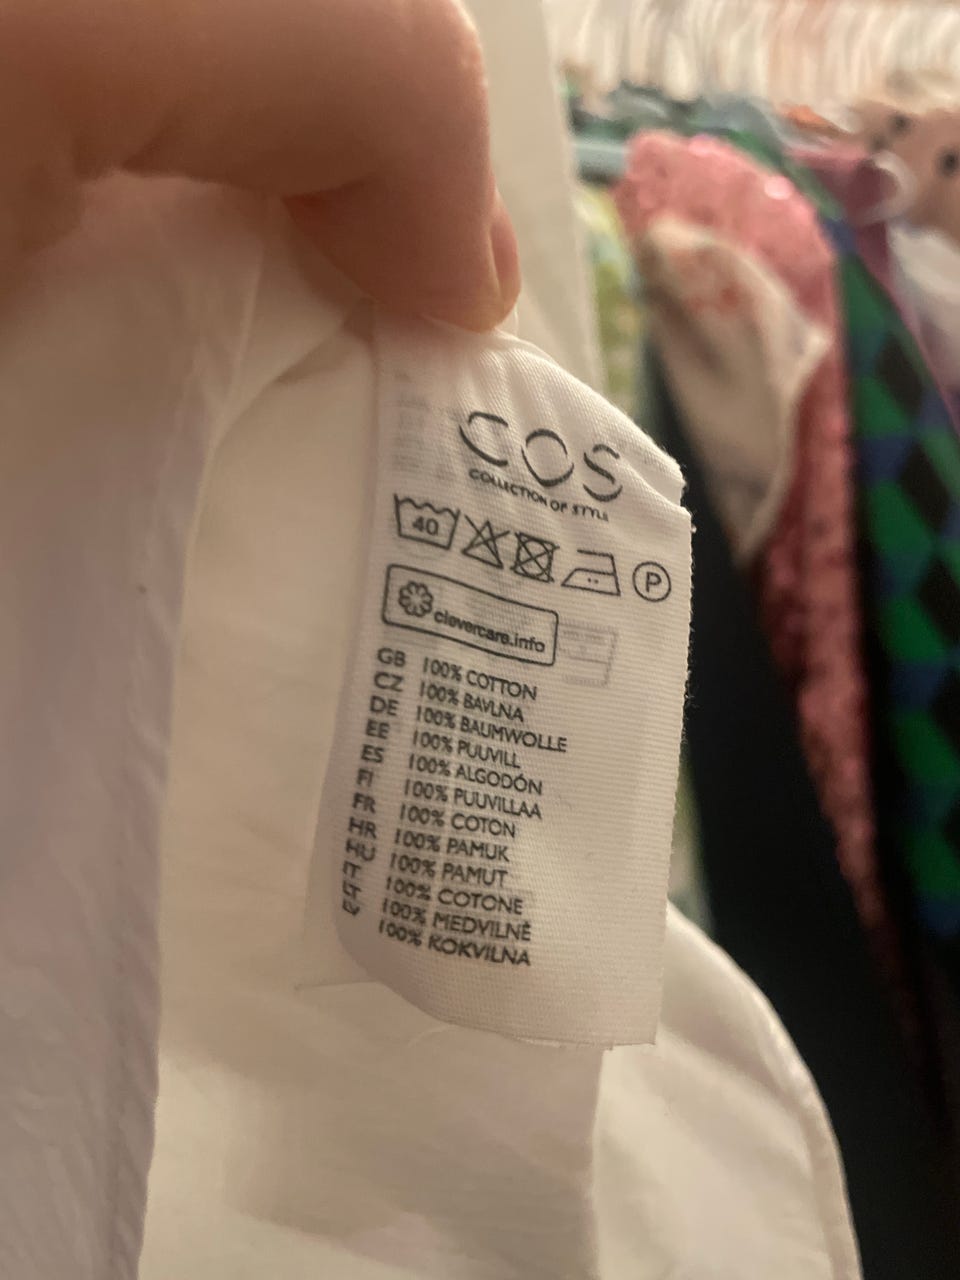 COS
COLLECTION OF STYLE
40 P
clevercare.info
GB 100% COTTON
CZ 100% BAVLNA
DE 100% BAUMWOLLE
EE 100% PUUVILL
ES 100% ALGODÓN
FI 100% PUUVILLAA
FR 100% COTON
HR 100% PAMUK
HU 100% PAMUT
IT 100% COTONE
LT 100% MEDVILNĖ
LV 100% KOKVILNA